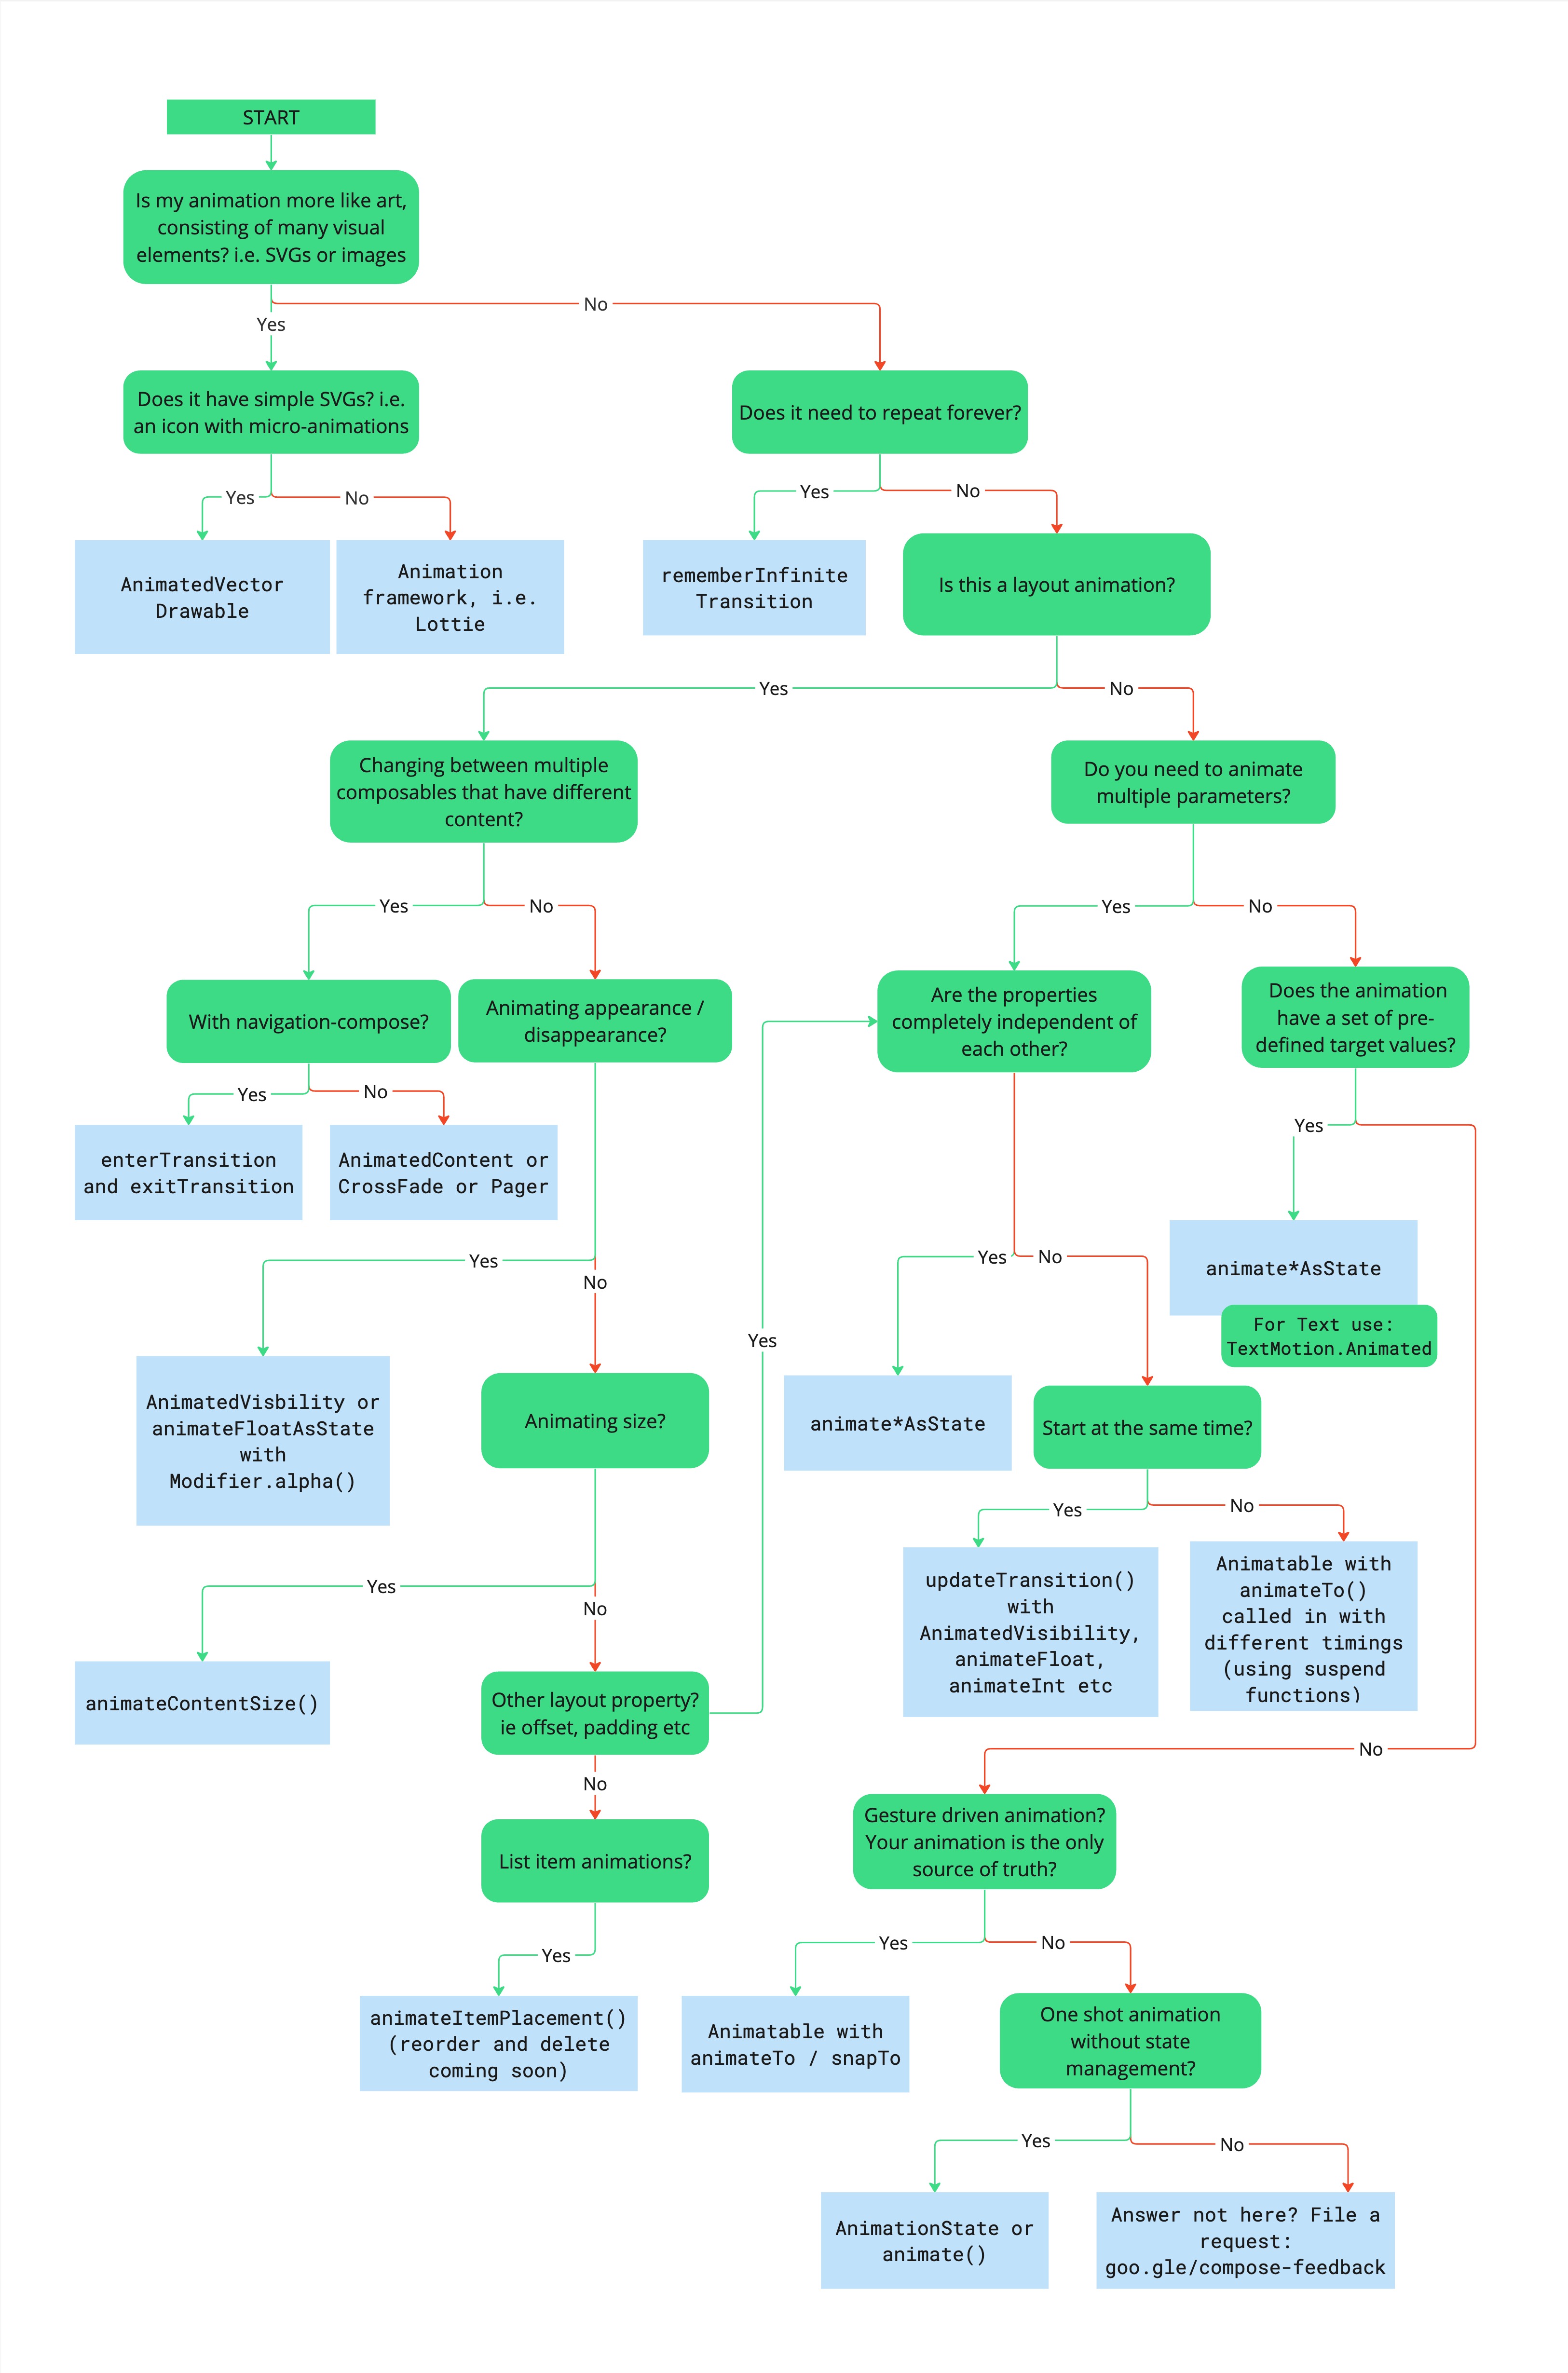 START
Is my animation more like art,
consisting of many visual
elements? i.e. SVGs or images
No
Yes
Does it have simple SVGs? i.e.
an icon with micro-animations
Does it need to repeat forever?
Yes
No
Yes
No
AnimatedVector
Drawable
Animation
framework, i.e.
Lottie
rememberInfinite
Transition
Is this a layout animation?
Yes
No
Changing between multiple
composables that have different
content?
Do you need to animate
multiple parameters?
Yes
No
Yes
No
With navigation-compose?
Animating appearance /
disappearance?
Are the properties
completely independent of
each other?
Does the animation
have a set of pre-
defined target values?
Yes
No
Yes
enterTransition
and exitTransition
AnimatedContent or
CrossFade or Pager
Yes
No
Yes
No
animate*AsState
For Text use:
TextMotion.Animated
Yes
AnimatedVisbility or
animateFloatAsState
with
Modifier.alpha()
Animating size?
animate*AsState
Start at the same time?
Yes
No
Yes
No
updateTransition()
with
AnimatedVisibility,
animateFloat,
animateInt etc
Animatable with
animateTo()
called in with
different timings
(using suspend
functions)
animateContentSize()
Other layout property?
ie offset, padding etc
No
No
Gesture driven animation?
Your animation is the only
source of truth?
List item animations?
Yes
Yes
No
animateItemPlacement()
(reorder and delete
coming soon)
Animatable with
animateTo / snapTo
One shot animation
without state
management?
Yes
No
AnimationState or
animate()
Answer not here? File a
request:
goo.gle/compose-feedback